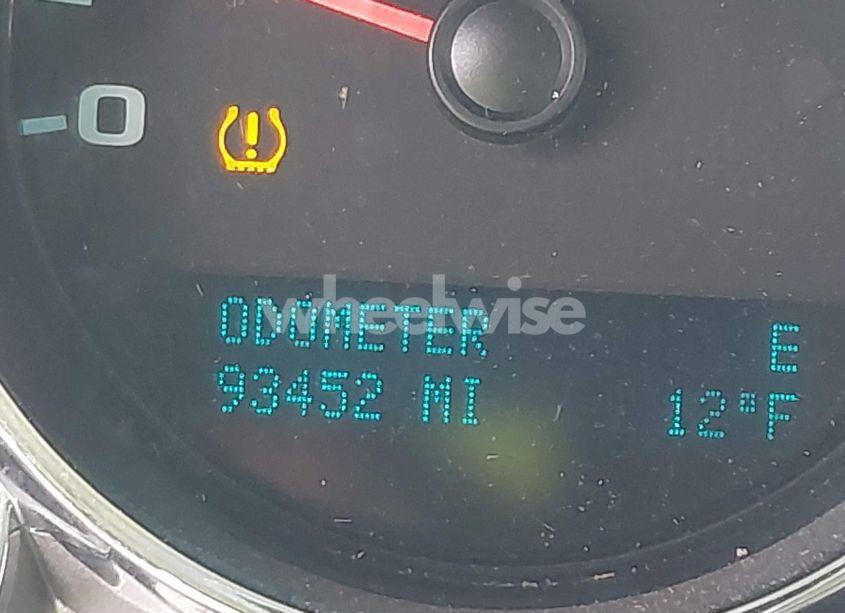 0
wheelwise
ODOMETER E
93452 MI 12°F